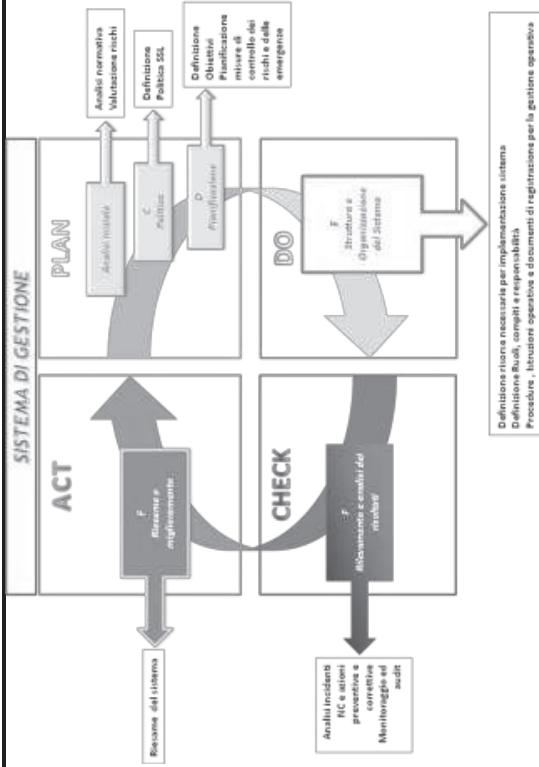 SISTEMA DI GESTIONE
ACT
F
Riesame e
miglioramento
Riesame del sistema
PLAN
Analisi Iniziale
Analisi normativa
Valutazione rischi
C
Politica
Definizione
Politica SSL
D
Pianificazione
Definizione
Obiettivi
Pianificazione
misure di
controllo dei
rischi e delle
emergenze
CHECK
F
Rilevamento e analisi dei
risultati
Analisi incidenti
NC e azioni
preventive e
correttive
Monitoraggio ed
audit
DO
E
Struttura e
Organizzazione
del Sistema
Definizione risorse necessarie per implementazione sistema
Definizione Ruoli, compiti e responsabilità
Procedure, Istruzioni operative e documenti di registrazione per la gestione operativa